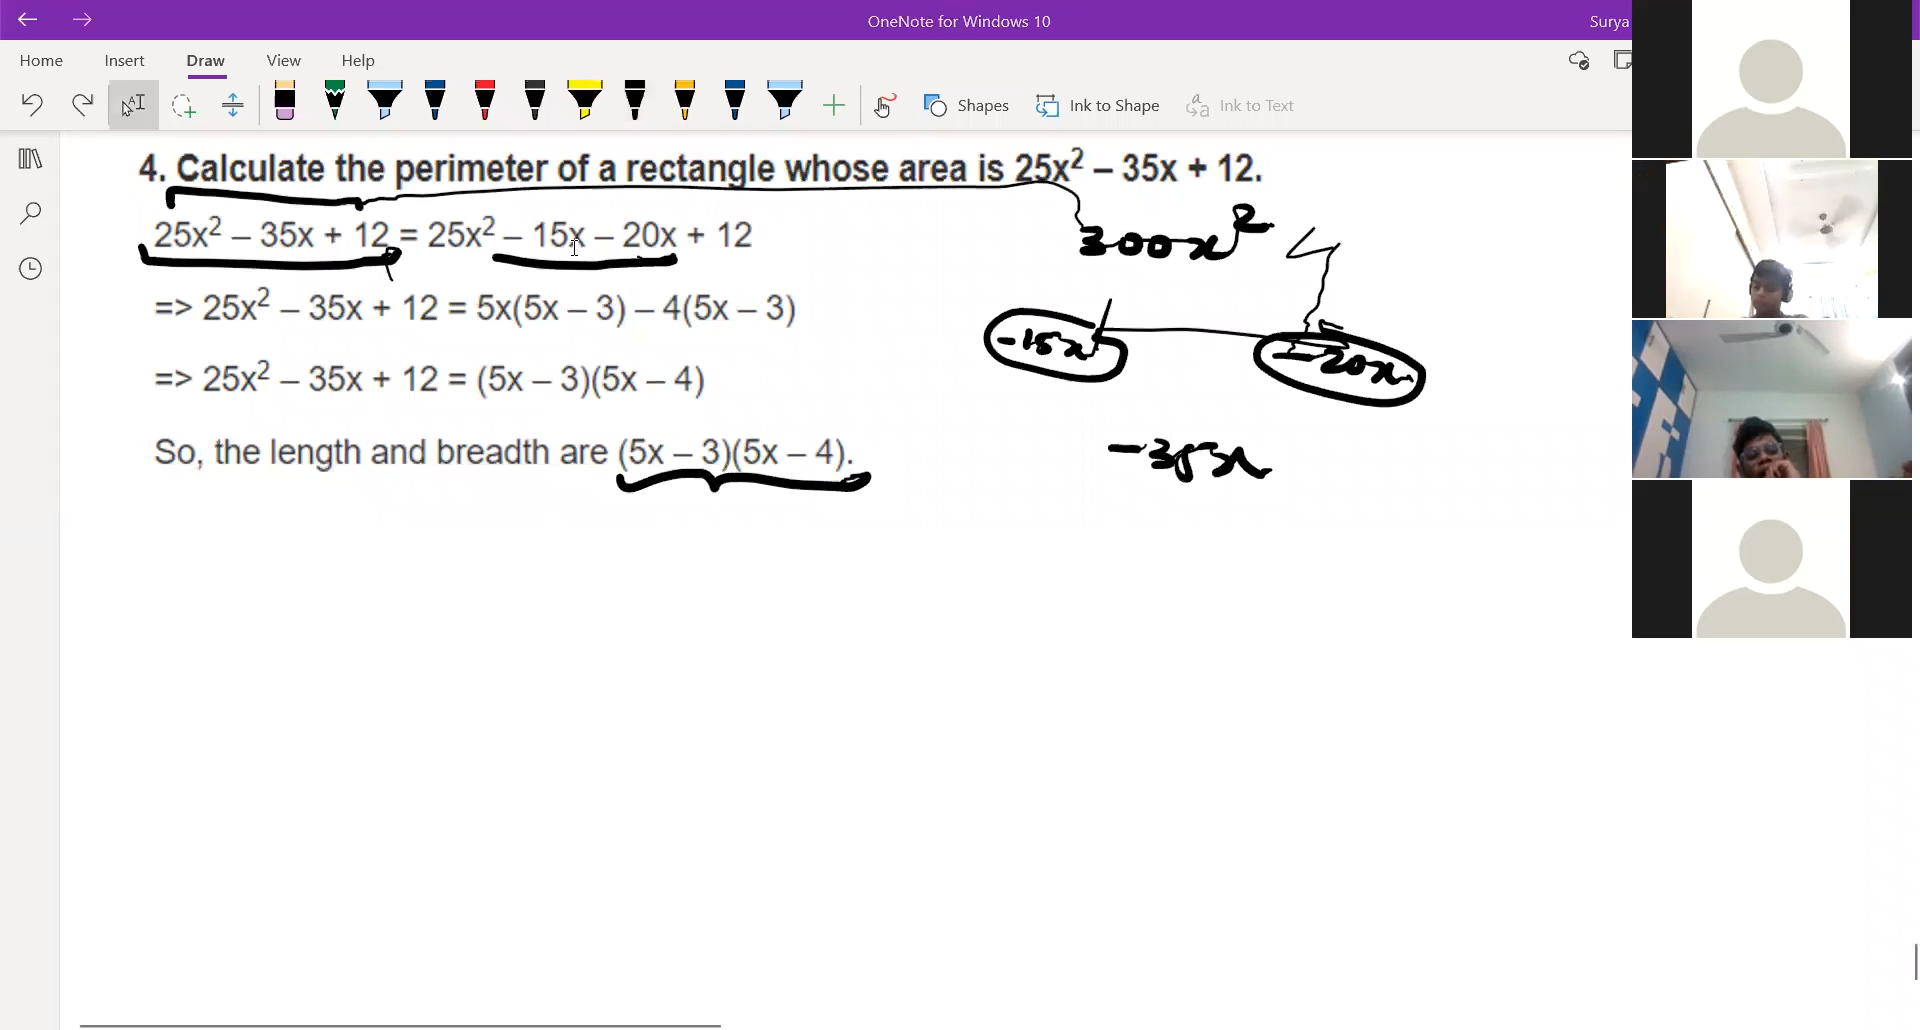 OneNote for Windows 10
Surya
Home Insert Draw View Help
Shapes Ink to Shape Ink to Text
4. Calculate the perimeter of a rectangle whose area is 25x² – 35x + 12.
25x² – 35x + 12 = 25x² – 15x – 20x + 12
300x²
=> 25x² – 35x + 12 = 5x(5x – 3) – 4(5x – 3)
-15x -20x
=> 25x² – 35x + 12 = (5x – 3)(5x – 4)
So, the length and breadth are (5x – 3)(5x – 4).
-35x